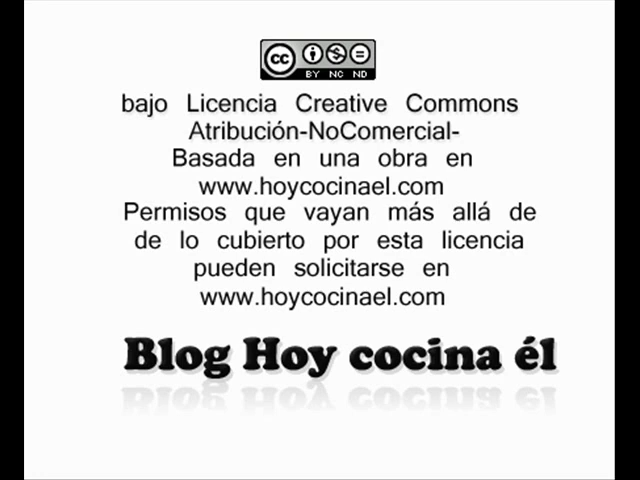 cc
BY NC ND
bajo Licencia Creative Commons
Atribución-NoComercial-
Basada en una obra en
www.hoycocinael.com
Permisos que vayan más allá de
de lo cubierto por esta licencia
pueden solicitarse en
www.hoycocinael.com
Blog Hoy cocina él